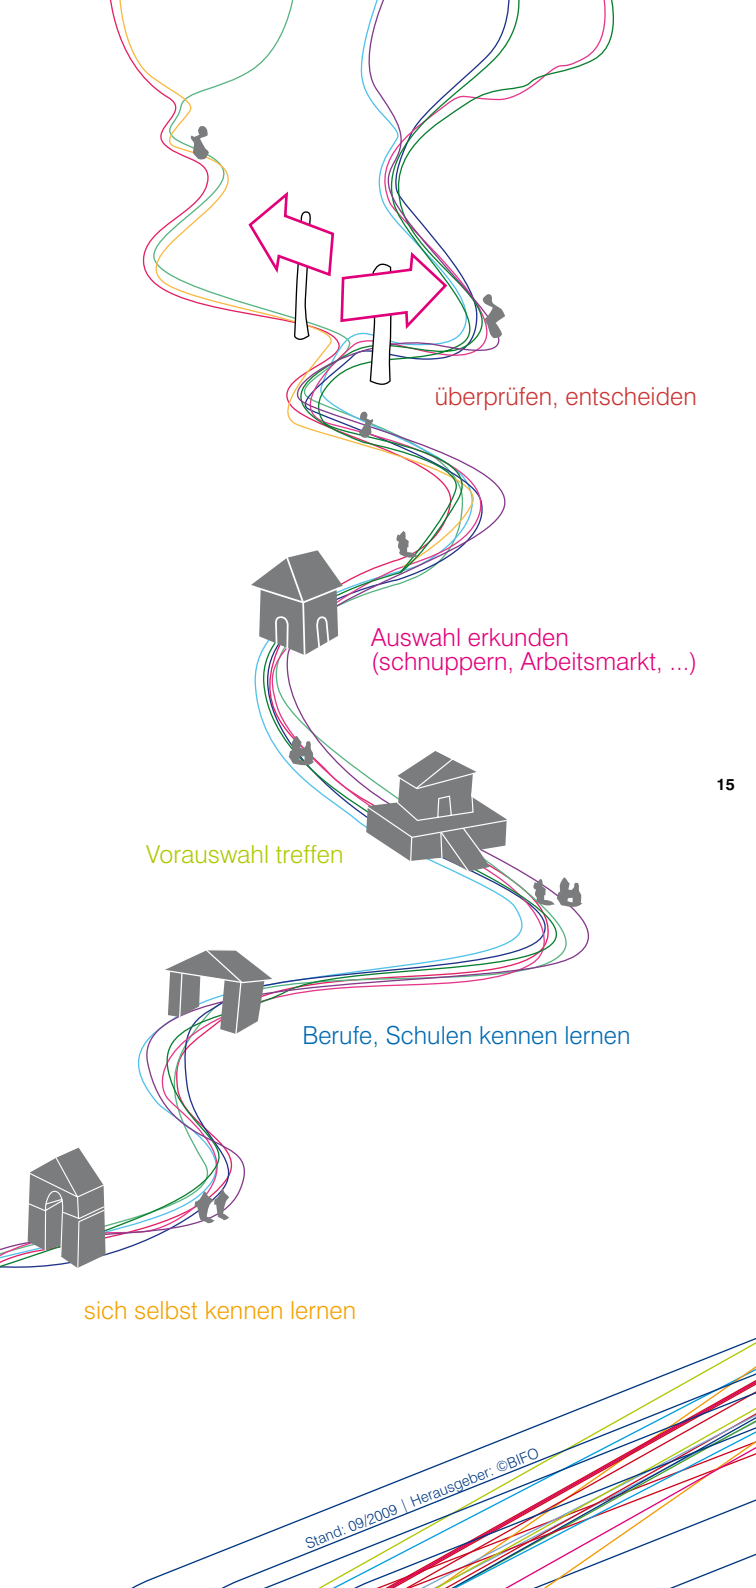 überprüfen, entscheiden
Auswahl erkunden
(schnuppern, Arbeitsmarkt, ...)
15
Vorauswahl treffen
Berufe, Schulen kennen lernen
sich selbst kennen lernen
Stand: 09/2009 | Herausgeber: ©BIFO